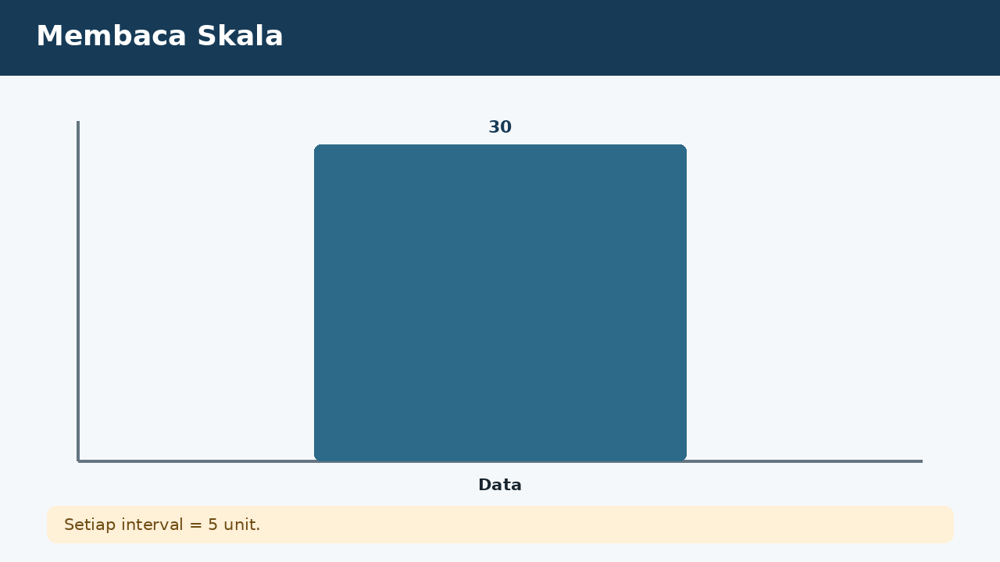 Membaca Skala
30
Data
Setiap interval = 5 unit.